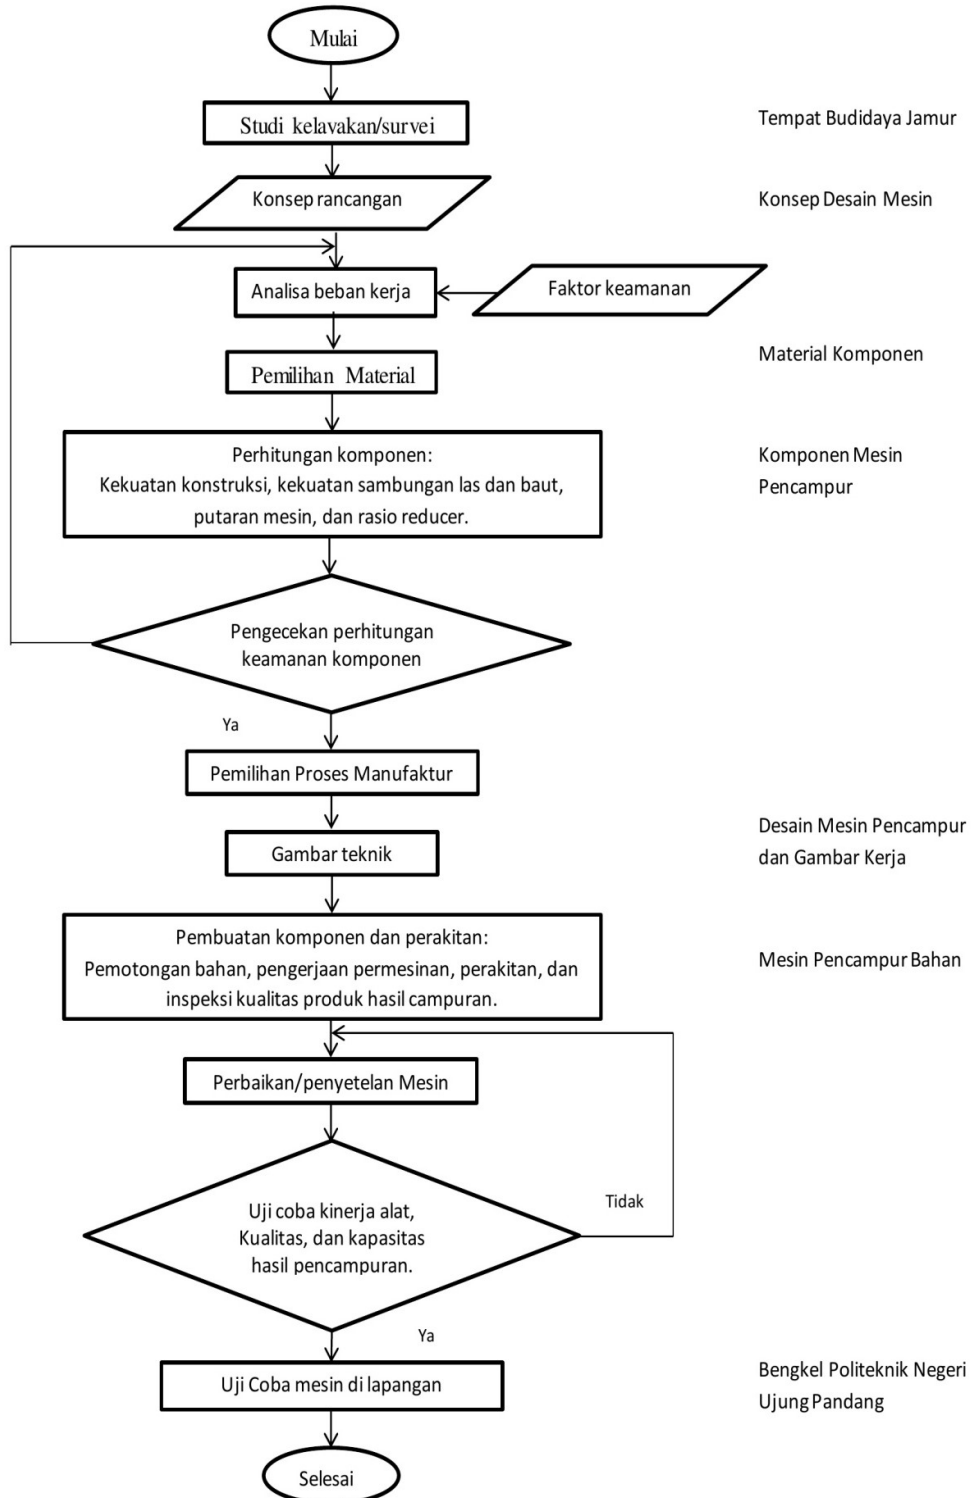 Mulai
Studi kelavakan/survei
Tempat Budidaya Jamur
Konsep rancangan
Konsep Desain Mesin
Analisa beban kerja
Faktor keamanan
Pemilihan Material
Material Komponen
Perhitungan komponen:
Kekuatan konstruksi, kekuatan sambungan las dan baut,
putaran mesin, dan rasio reducer.
Komponen Mesin
Pencampur
Pengecekan perhitungan
keamanan komponen
Ya
Pemilihan Proses Manufaktur
Gambar teknik
Desain Mesin Pencampur
dan Gambar Kerja
Pembuatan komponen dan perakitan:
Pemotongan bahan, pengerjaan permesinan, perakitan, dan
inspeksi kualitas produk hasil campuran.
Mesin Pencampur Bahan
Perbaikan/penyetelan Mesin
Uji coba kinerja alat,
Kualitas, dan kapasitas
hasil pencampuran.
Tidak
Ya
Uji Coba mesin di lapangan
Bengkel Politeknik Negeri
Ujung Pandang
Selesai